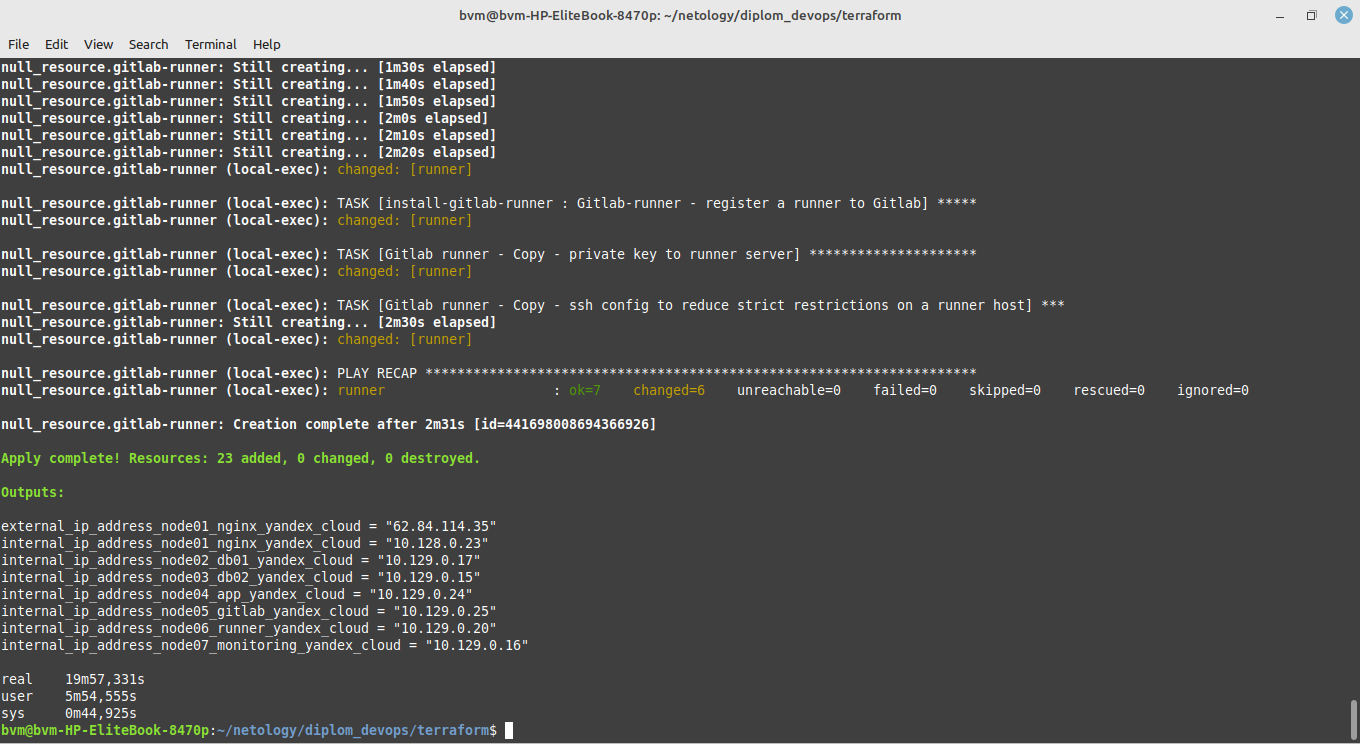 bvm@bvm-HP-EliteBook-8470p: ~/netology/diplom_devops/terraform
File Edit View Search Terminal Help
null_resource.gitlab-runner: Still creating... [1m30s elapsed]
null_resource.gitlab-runner: Still creating... [1m40s elapsed]
null_resource.gitlab-runner: Still creating... [1m50s elapsed]
null_resource.gitlab-runner: Still creating... [2m0s elapsed]
null_resource.gitlab-runner: Still creating... [2m10s elapsed]
null_resource.gitlab-runner: Still creating... [2m20s elapsed]
null_resource.gitlab-runner (local-exec): changed: [runner]
null_resource.gitlab-runner (local-exec): TASK [install-gitlab-runner : Gitlab-runner - register a runner to Gitlab] *****
null_resource.gitlab-runner (local-exec): changed: [runner]
null_resource.gitlab-runner (local-exec): TASK [Gitlab runner - Copy - private key to runner server] *********************
null_resource.gitlab-runner (local-exec): changed: [runner]
null_resource.gitlab-runner (local-exec): TASK [Gitlab runner - Copy - ssh config to reduce strict restrictions on a runner host] ***
null_resource.gitlab-runner: Still creating... [2m30s elapsed]
null_resource.gitlab-runner (local-exec): changed: [runner]
null_resource.gitlab-runner (local-exec): PLAY RECAP *********************************************************************
null_resource.gitlab-runner (local-exec): runner                     : ok=7    changed=6    unreachable=0    failed=0    skipped=0    rescued=0    ignored=0
null_resource.gitlab-runner: Creation complete after 2m31s [id=441698008694366926]
Apply complete! Resources: 23 added, 0 changed, 0 destroyed.
Outputs:
external_ip_address_node01_nginx_yandex_cloud = "62.84.114.35"
internal_ip_address_node01_nginx_yandex_cloud = "10.128.0.23"
internal_ip_address_node02_db01_yandex_cloud = "10.129.0.17"
internal_ip_address_node03_db02_yandex_cloud = "10.129.0.15"
internal_ip_address_node04_app_yandex_cloud = "10.129.0.24"
internal_ip_address_node05_gitlab_yandex_cloud = "10.129.0.25"
internal_ip_address_node06_runner_yandex_cloud = "10.129.0.20"
internal_ip_address_node07_monitoring_yandex_cloud = "10.129.0.16"
real    19m57,331s
user    5m54,555s
sys     0m44,925s
bvm@bvm-HP-EliteBook-8470p:~/netology/diplom_devops/terraform$